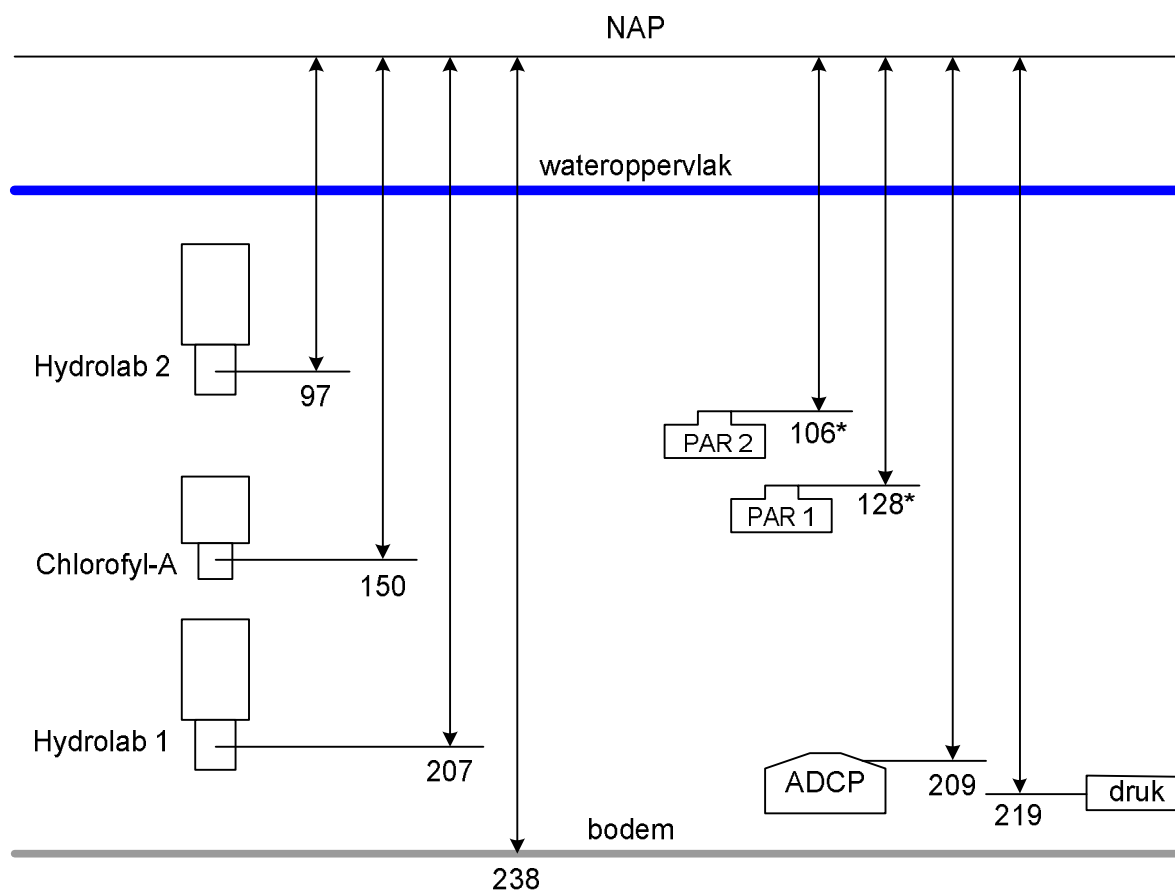 NAP
wateroppervlak
Hydrolab 2
97
PAR 2
106*
PAR 1
128*
Chlorofyl-A
150
Hydrolab 1
207
ADCP
209
druk
219
bodem
238